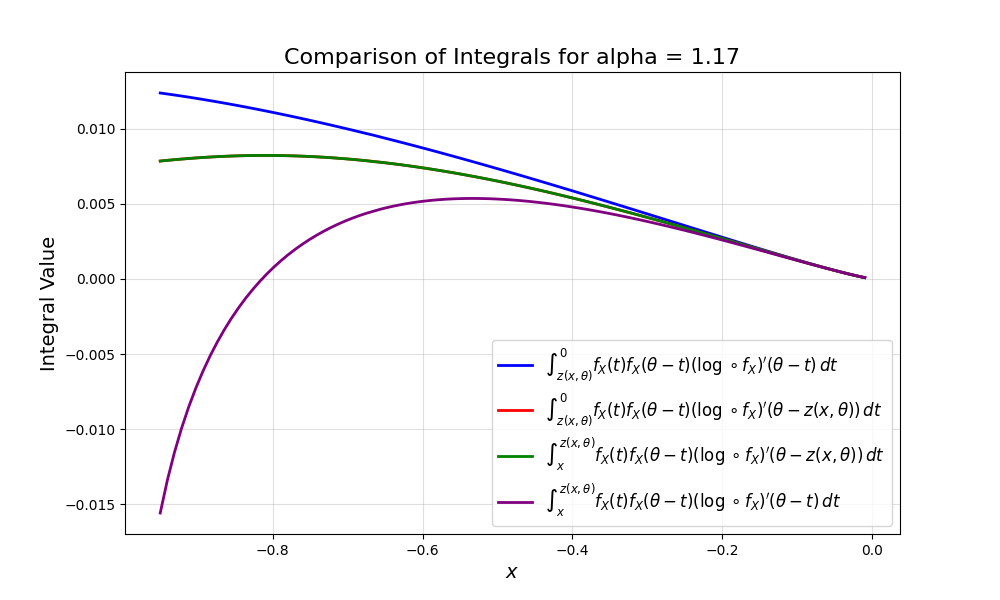 Comparison of Integrals for alpha = 1.17
Integral Value
0.010
0.005
0.000
−0.005
−0.010
−0.015
∫_{z(x,θ)}^{0} f_X(t)f_X(θ − t)(log ∘ f_X)′(θ − t) dt
∫_{z(x,θ)}^{0} f_X(t)f_X(θ − t)(log ∘ f_X)′(θ − z(x, θ)) dt
∫_{x}^{z(x,θ)} f_X(t)f_X(θ − t)(log ∘ f_X)′(θ − z(x, θ)) dt
∫_{x}^{z(x,θ)} f_X(t)f_X(θ − t)(log ∘ f_X)′(θ − t) dt
−0.8 −0.6 −0.4 −0.2 0.0
x